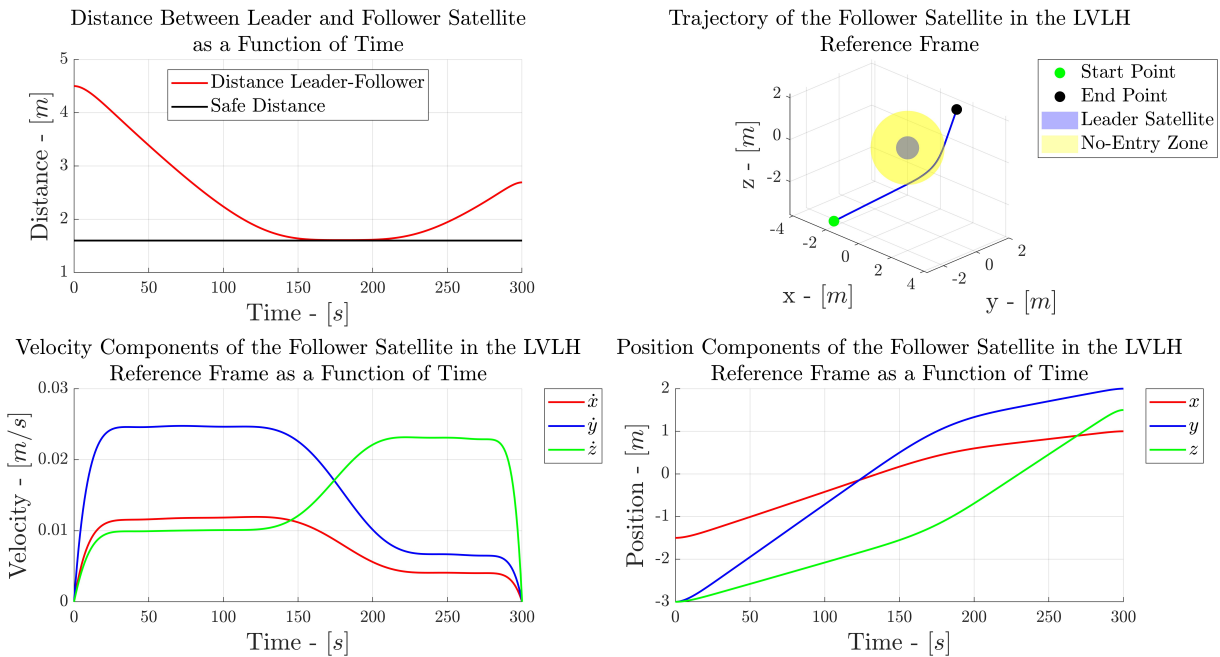 Distance Between Leader and Follower Satellite
as a Function of Time
5
4
3
2
1
Distance - [m]
Distance Leader-Follower
Safe Distance
0 50 100 150 200 250 300
Time - [s]
Trajectory of the Follower Satellite in the LVLH
Reference Frame
2
0
-2
z - [m]
-4
-2
0
2
4
x - [m]
-2
0
2
y - [m]
Start Point
End Point
Leader Satellite
No-Entry Zone
Velocity Components of the Follower Satellite in the LVLH
Reference Frame as a Function of Time
0.03
0.02
0.01
0
Velocity - [m/s]
0 50 100 150 200 250 300
Time - [s]
ẋ
ẏ
ż
Position Components of the Follower Satellite in the LVLH
Reference Frame as a Function of Time
2
1
0
-1
-2
-3
Position - [m]
0 50 100 150 200 250 300
Time - [s]
x
y
z